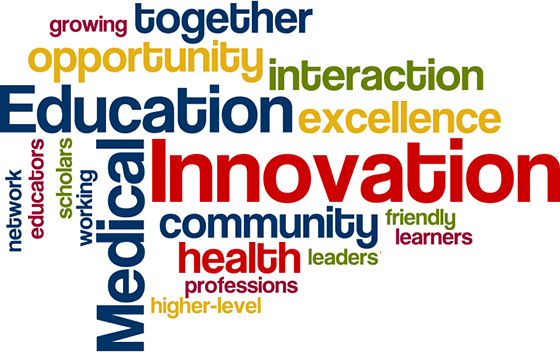 growing together
opportunity
interaction
Education
excellence
network
educators
scholars
working
Medical
Innovation
community
friendly
learners
health
leaders
professions
higher-level